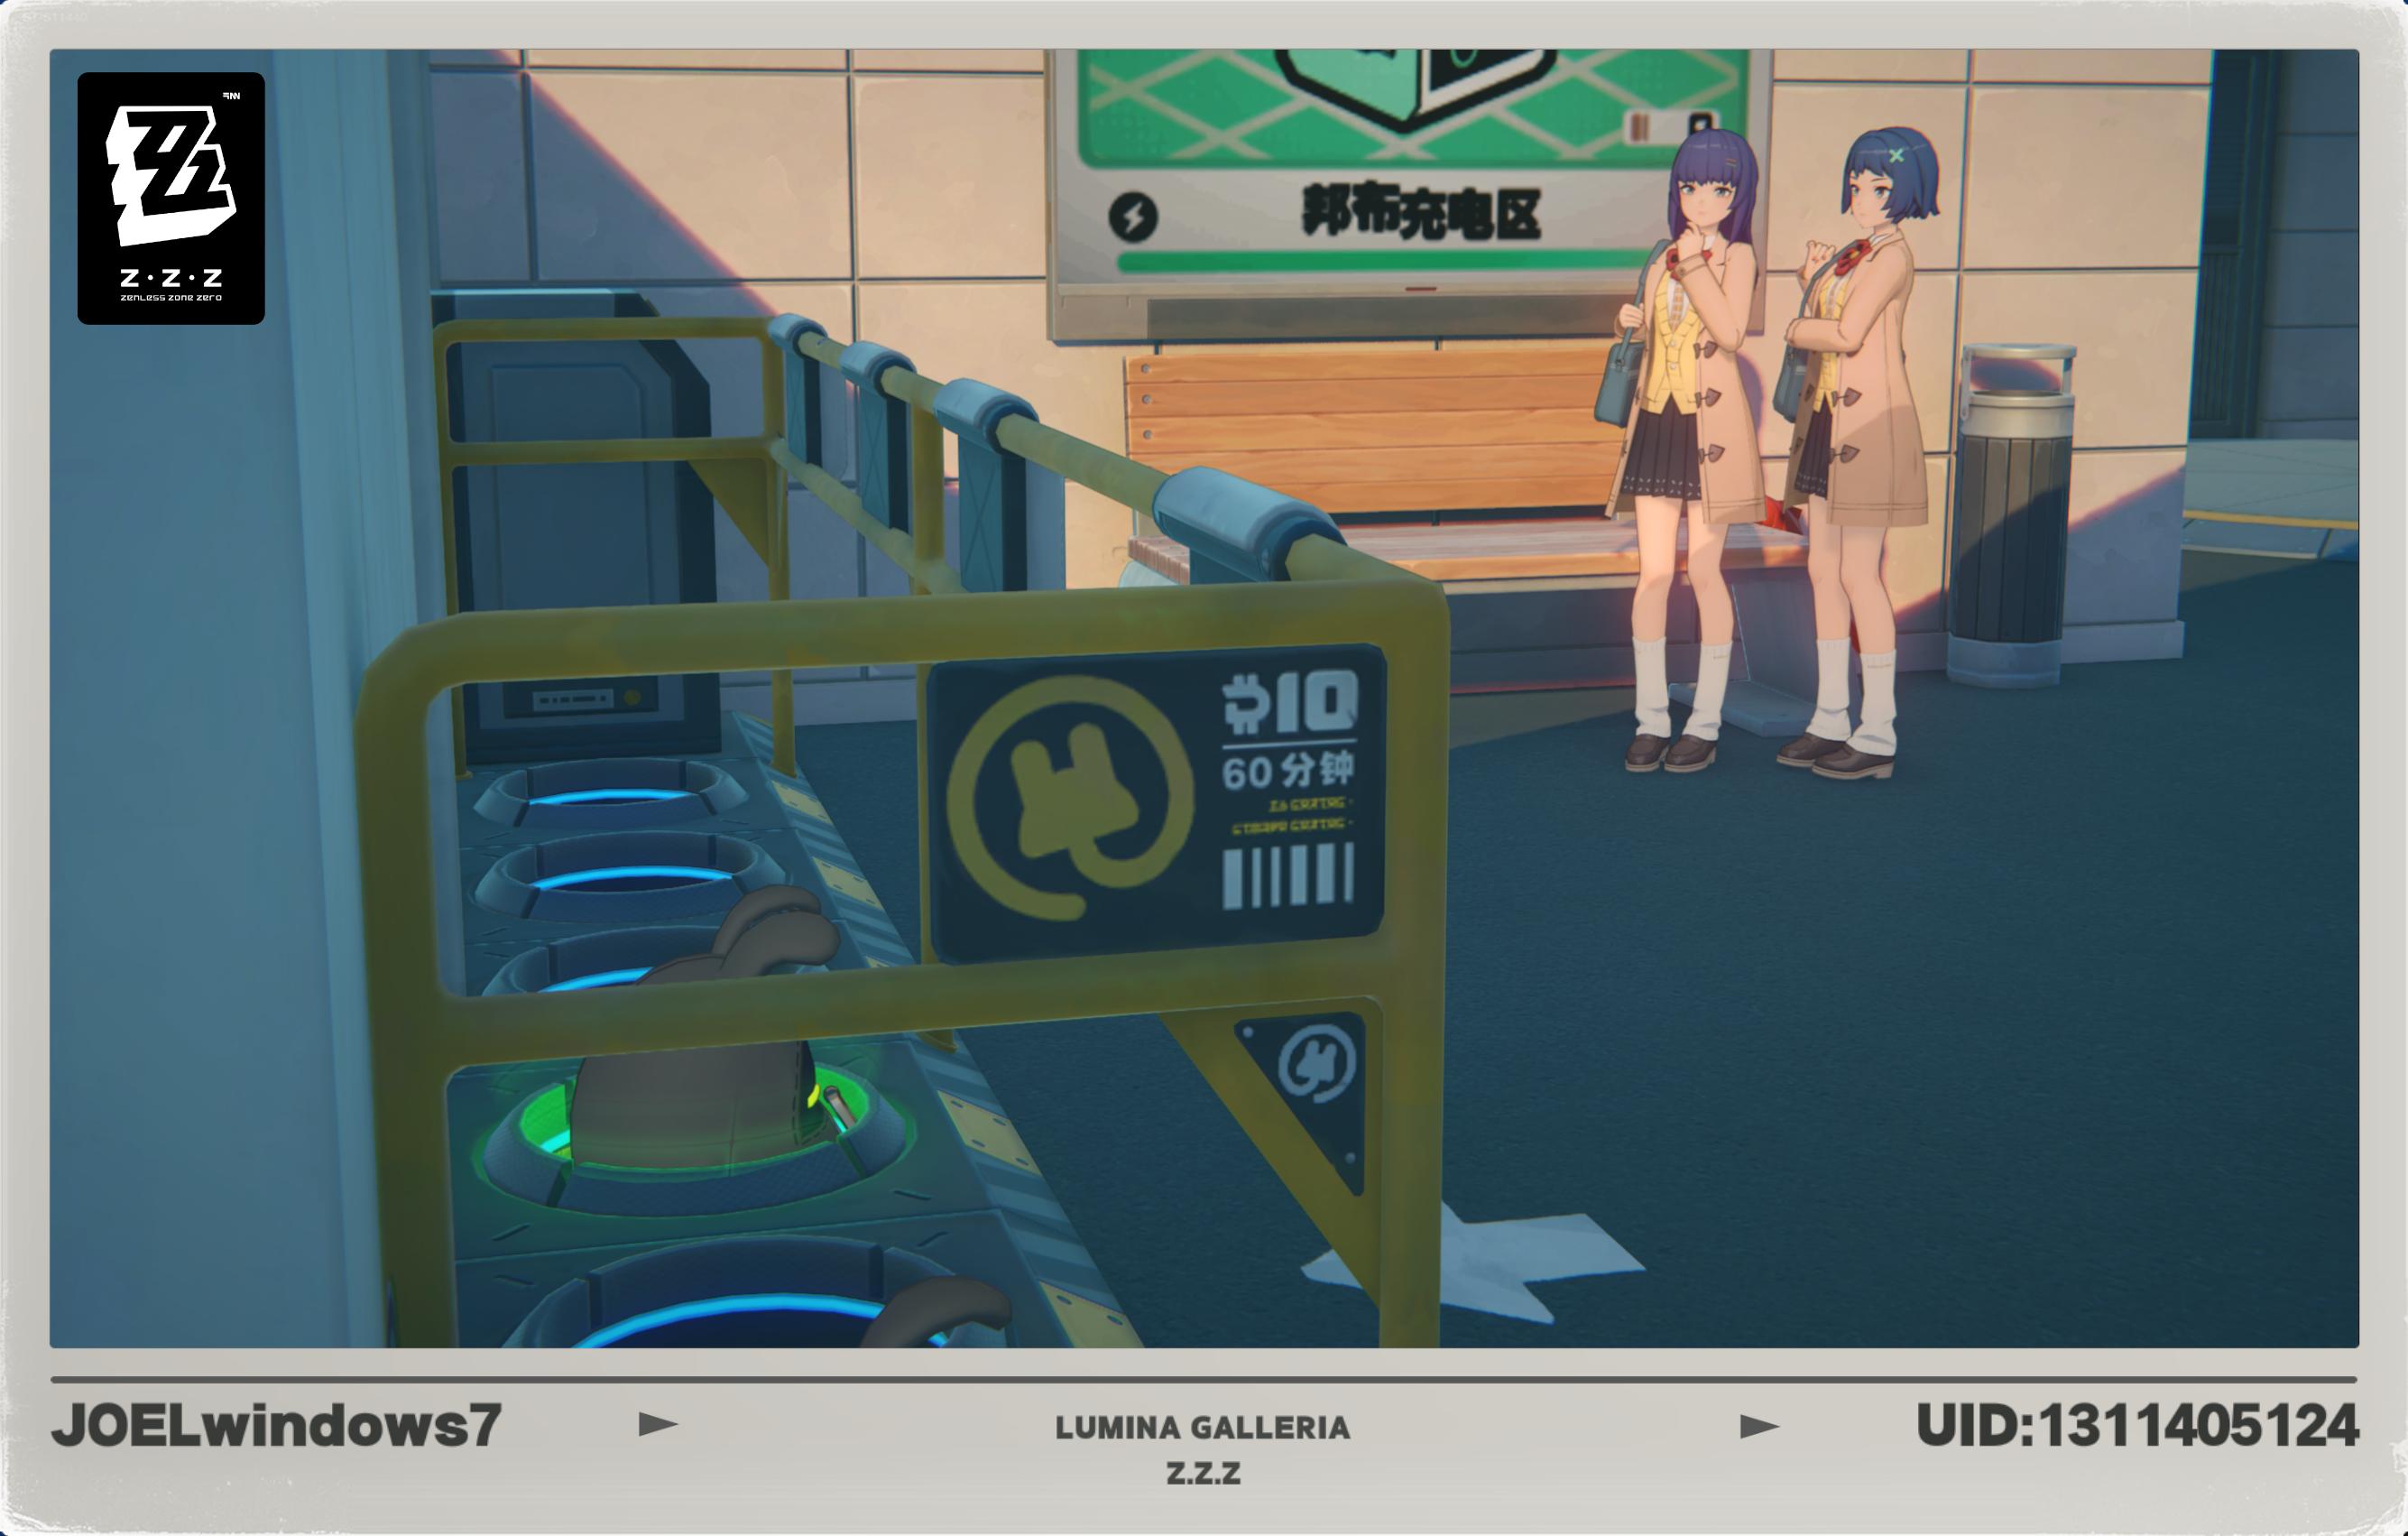 Z·Z·Z
ZENLESS ZONE ZERO
邦布充电区
10
60分钟
JOELwindows7
LUMINA GALLERIA
Z.Z.Z
UID:1311405124